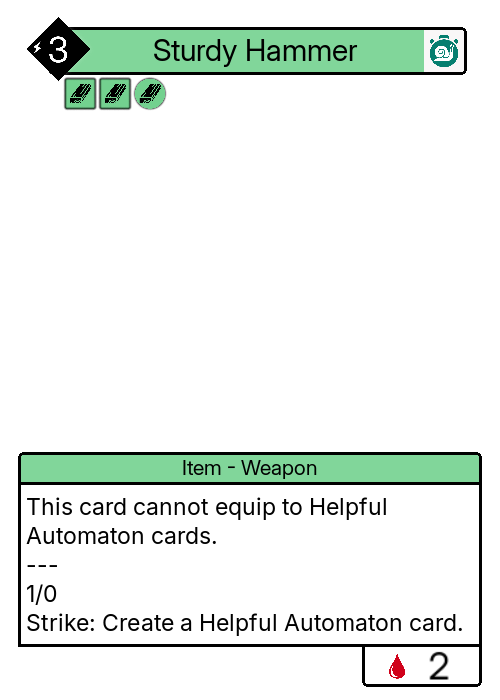 3
Sturdy Hammer
Item - Weapon
This card cannot equip to Helpful
Automaton cards.
---
1/0
Strike: Create a Helpful Automaton card.
2